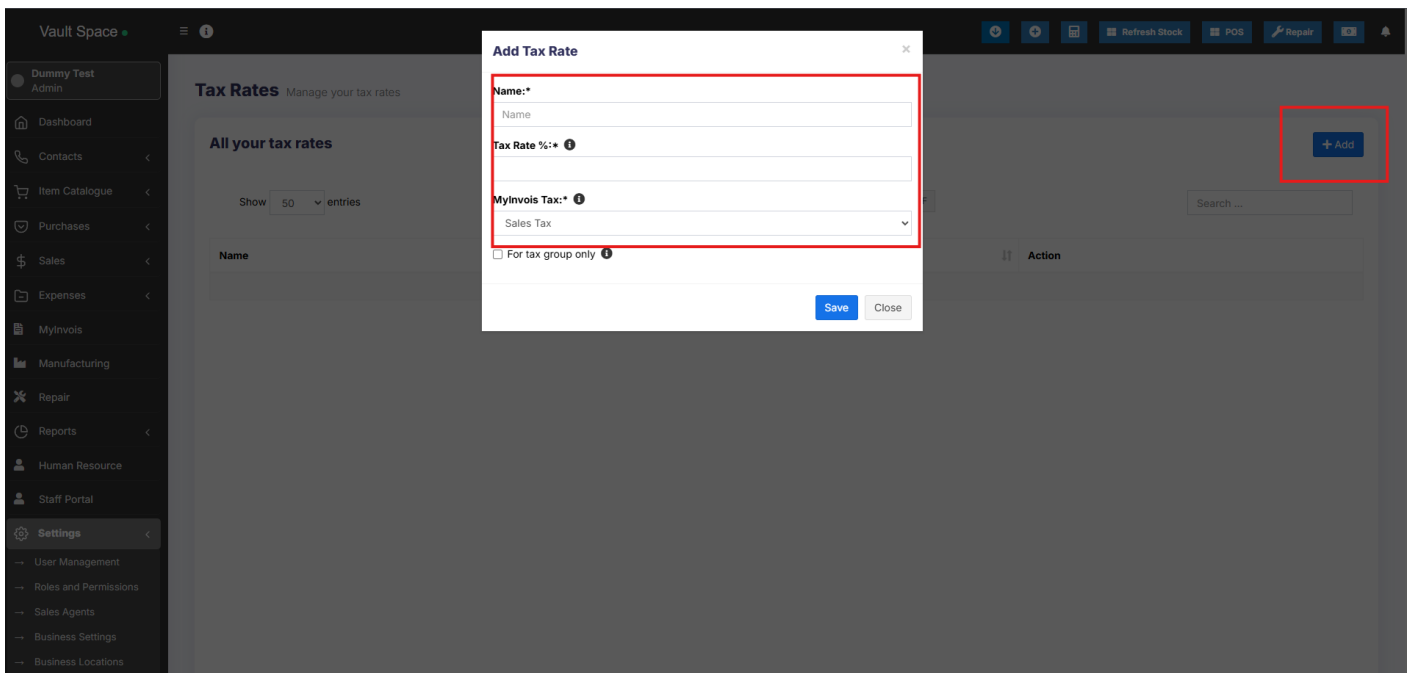 Vault Space
Refresh Stock
POS
Repair
Dummy Test
Admin
Dashboard
Contacts
Item Catalogue
Purchases
Sales
Expenses
MyInvois
Manufacturing
Repair
Reports
Human Resource
Staff Portal
Settings
User Management
Roles and Permissions
Sales Agents
Business Settings
Business Locations
Tax Rates Manage your tax rates
All your tax rates
+ Add
Show 50 entries
Search ...
Name
Action
Add Tax Rate
×
Name:*
Name
Tax Rate %:*
MyInvois Tax:*
Sales Tax
For tax group only
Save
Close